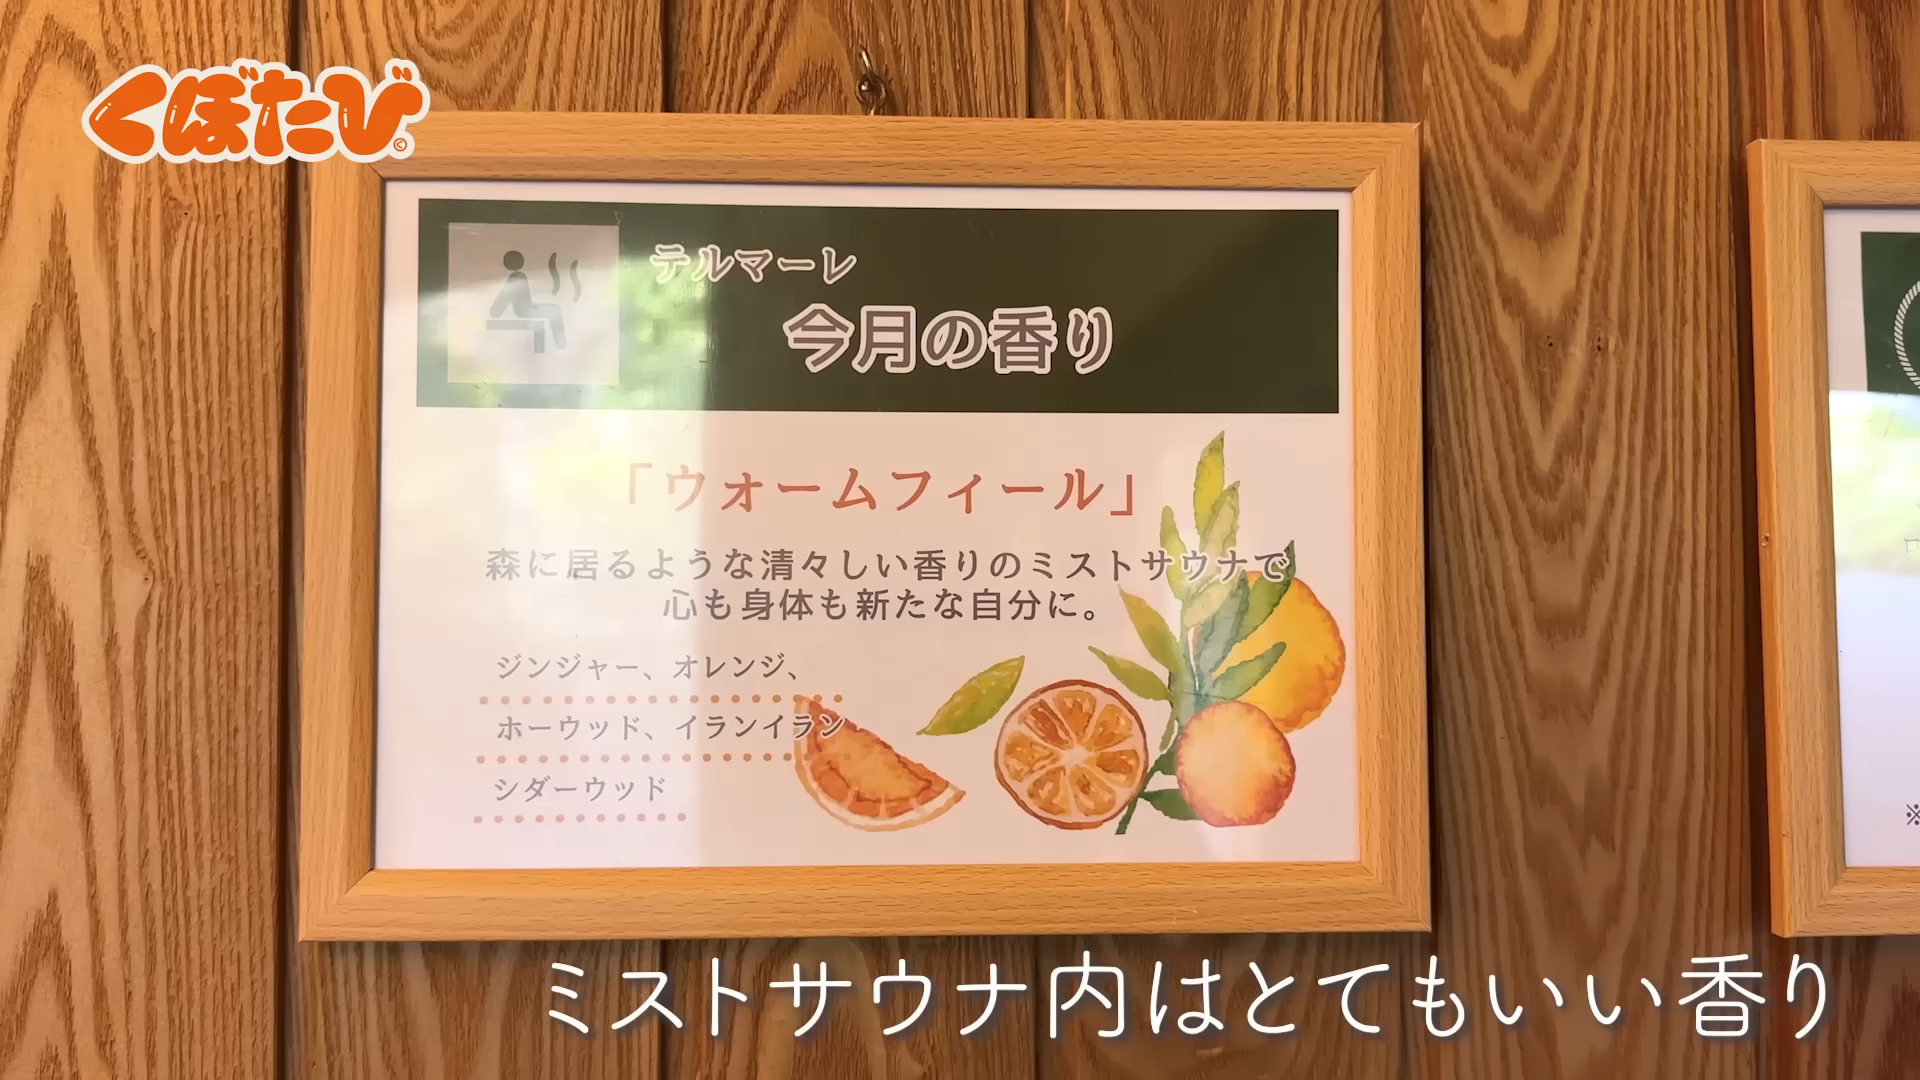 くぼたび
テルマーレ
今月の香り
「ウォームフィール」
森に居るような清々しい香りのミストサウナで
心も身体も新たな自分に。
ジンジャー、オレンジ、
ホーウッド、イランイラン
シダーウッド
※
ミストサウナ内はとてもいい香り